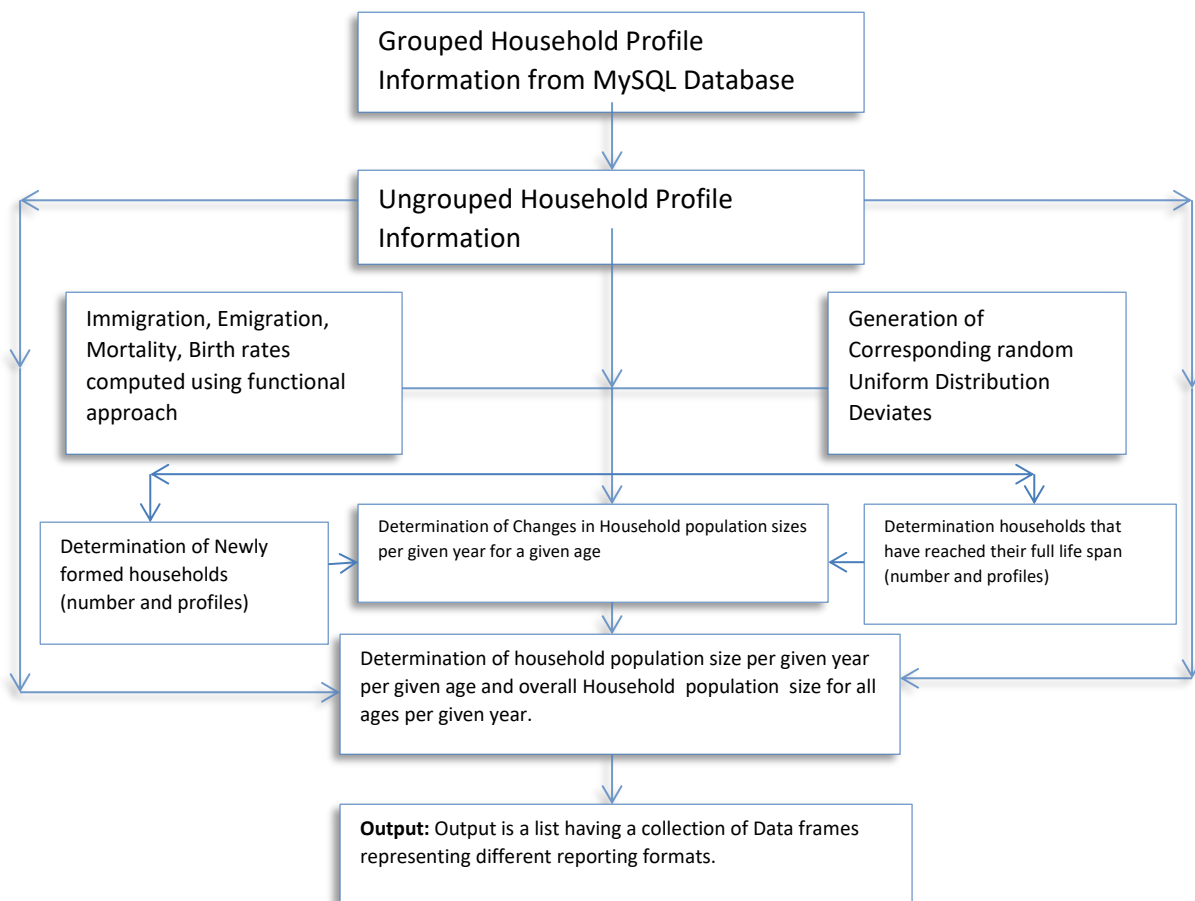 Grouped Household Profile
Information from MySQL Database
Ungrouped Household Profile
Information
Immigration, Emigration,
Mortality, Birth rates
computed using functional
approach
Generation of
Corresponding random
Uniform Distribution
Deviates
Determination of Newly
formed households
(number and profiles)
Determination of Changes in Household population sizes
per given year for a given age
Determination households that
have reached their full life span
(number and profiles)
Determination of household population size per given year
per given age and overall Household population size for all
ages per given year.
Output: Output is a list having a collection of Data frames
representing different reporting formats.